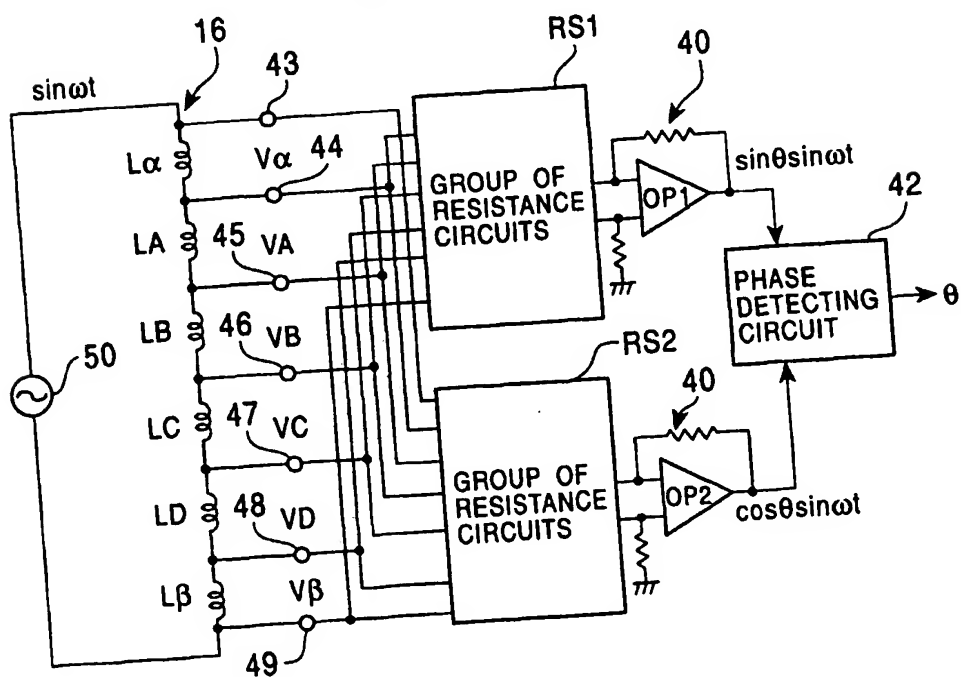 RS1
16
43
40
sinωt
Lα
Vα
44
GROUP OF
RESISTANCE
CIRCUITS
OP1
sinθsinωt
42
LA
45
VA
PHASE
DETECTING
CIRCUIT
θ
LB
46
VB
RS2
50
40
LC
47
VC
GROUP OF
RESISTANCE
CIRCUITS
OP2
cosθsinωt
LD
48
VD
Lβ
Vβ
49